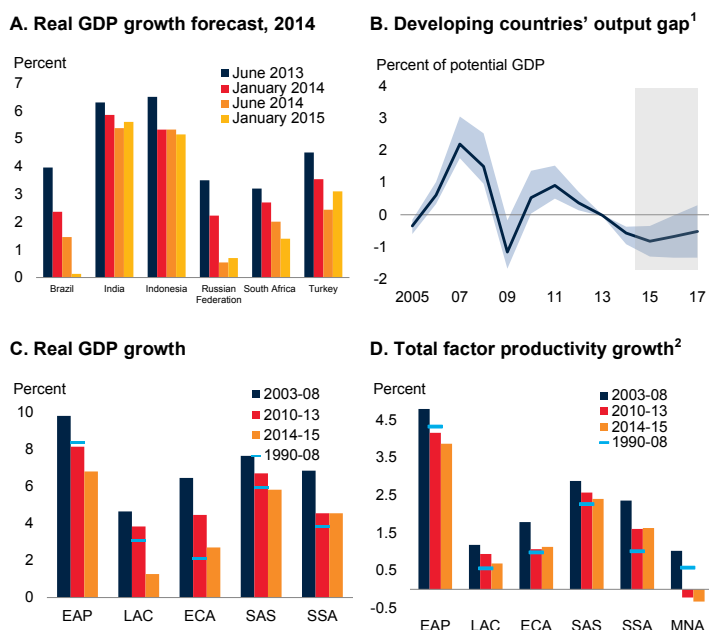 A. Real GDP growth forecast, 2014
Percent
June 2013
January 2014
June 2014
January 2015
7
6
5
4
3
2
1
0
Brazil
India
Indonesia
Russian
Federation
South Africa
Turkey
B. Developing countries' output gap1
Percent of potential GDP
4
3
2
1
0
-1
-2
2005
07
09
11
13
15
17
C. Real GDP growth
Percent
2003-08
2010-13
2014-15
1990-08
10
8
6
4
2
0
EAP
LAC
ECA
SAS
SSA
D. Total factor productivity growth2
Percent
2003-08
2010-13
2014-15
1990-08
4.5
3.5
2.5
1.5
0.5
-0.5
EAP
LAC
ECA
SAS
SSA
MNA